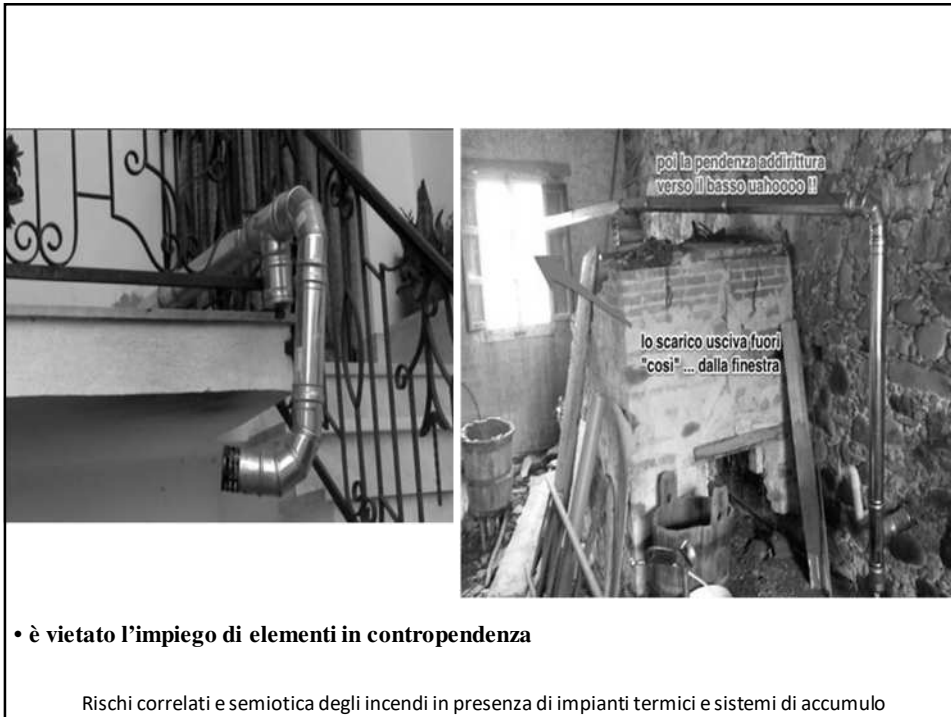 poi la pendenza addirittura
verso il basso uahoooo !!
lo scarico usciva fuori
"cosi" ... dalla finestra
• è vietato l’impiego di elementi in contropendenza
Rischi correlati e semiotica degli incendi in presenza di impianti termici e sistemi di accumulo